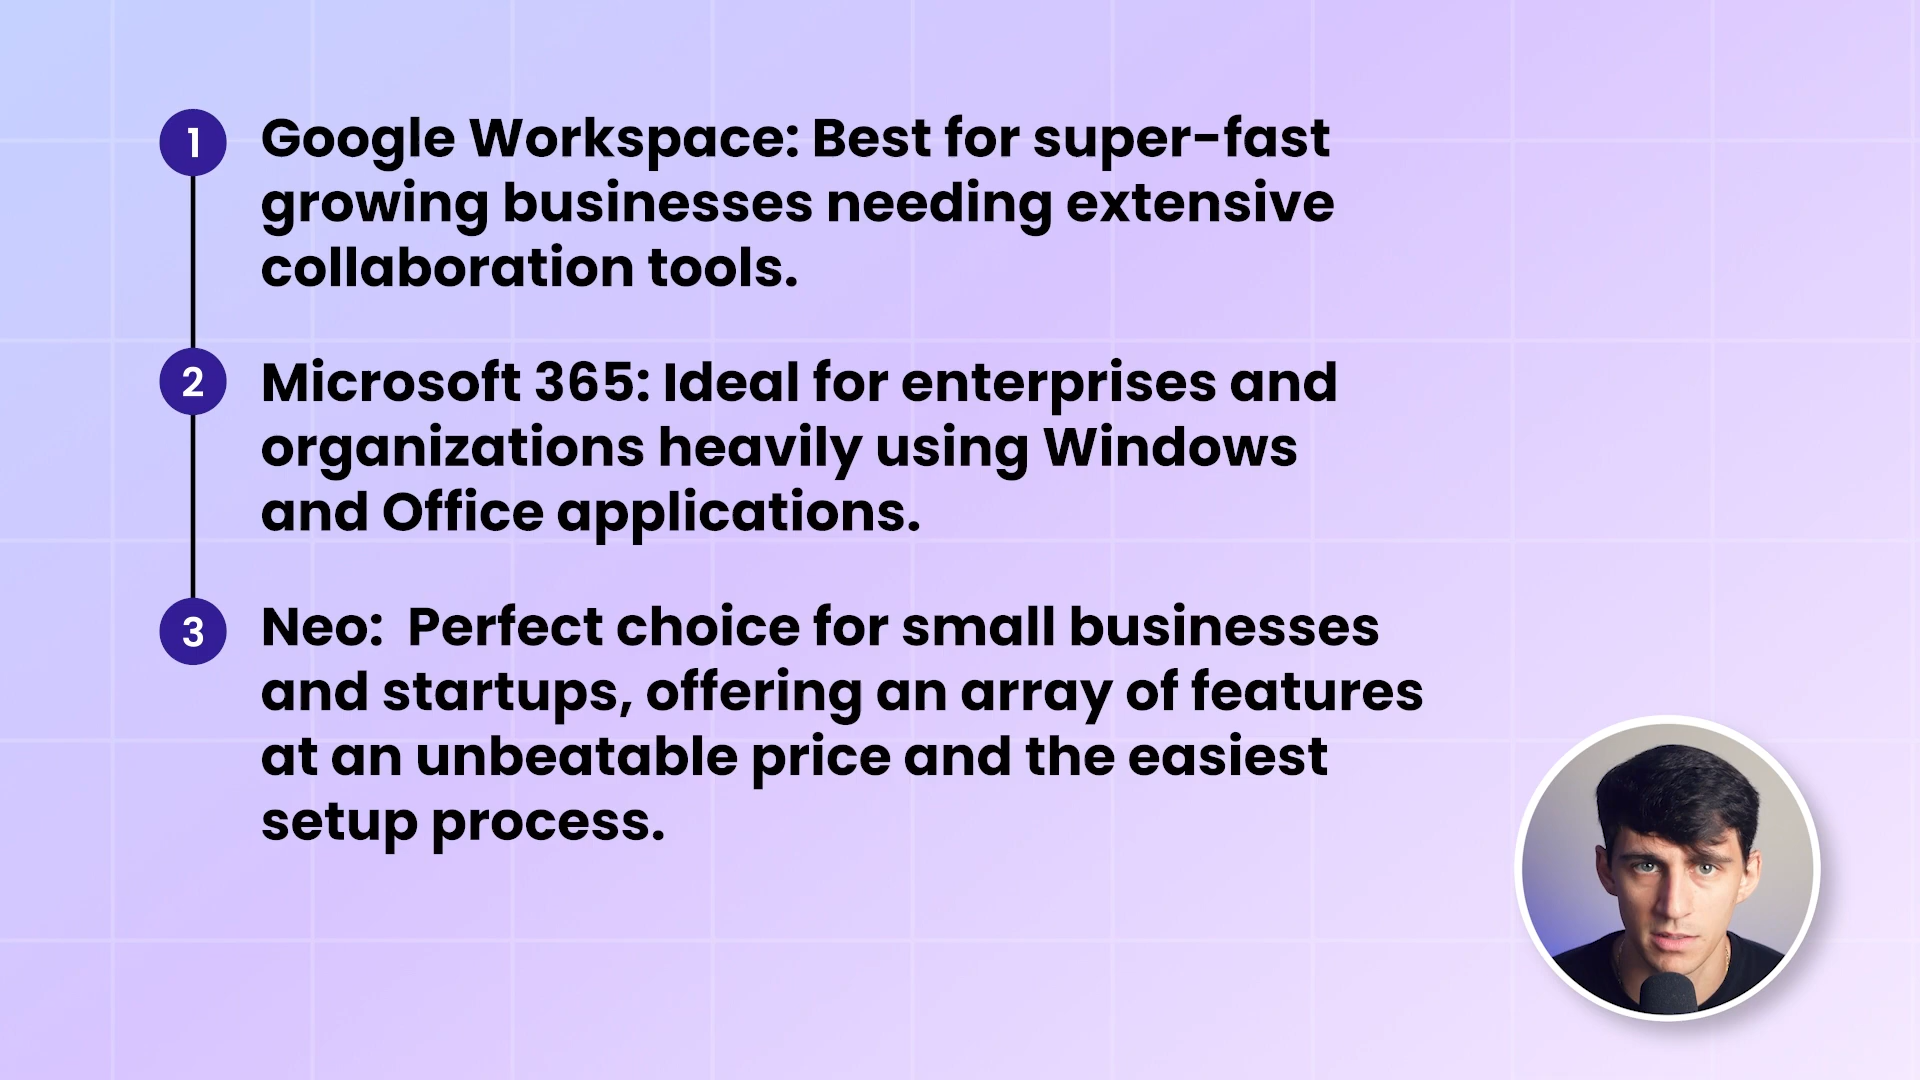 1
Google Workspace: Best for super-fast
growing businesses needing extensive
collaboration tools.
2
Microsoft 365: Ideal for enterprises and
organizations heavily using Windows
and Office applications.
3
Neo:  Perfect choice for small businesses
and startups, offering an array of features
at an unbeatable price and the easiest
setup process.